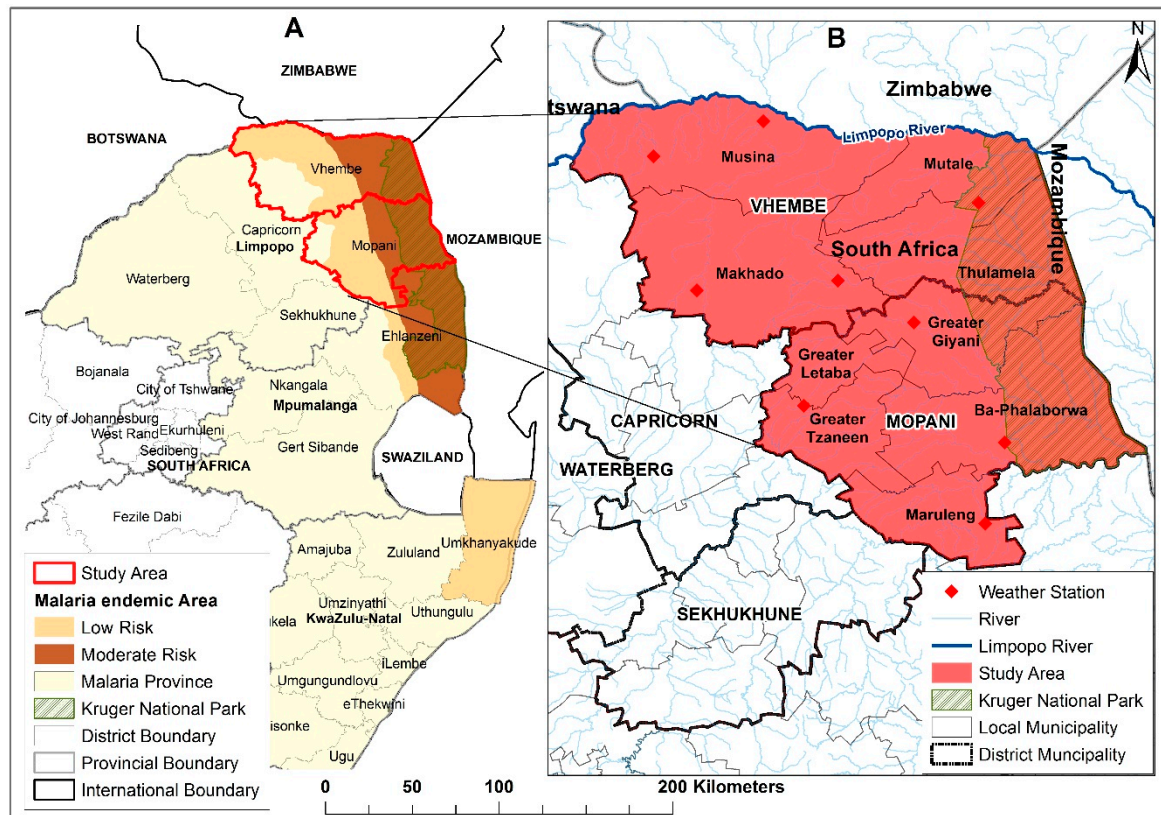 A
ZIMBABWE
BOTSWANA
Vhembe
Capricorn
Limpopo
Mopani
MOZAMBIQUE
Waterberg
Sekhukhune
Ehlanzeni
Bojanala
City of Tshwane
Nkangala
Mpumalanga
City of Johannesburg
West Rand
Ekurhuleni
Sedibeng
SOUTH AFRICA
Gert Sibande
SWAZILAND
Fezile Dabi
Amajuba
Zululand
Umkhanyakude
Umzinyathi
Uthungulu
ukela
KwaZulu-Natal
iLembe
Umgungundlovu
eThekwini
isonke
Ugu
Study Area
Malaria endemic Area
Low Risk
Moderate Risk
Malaria Province
Kruger National Park
District Boundary
Provincial Boundary
International Boundary
0 50 100 200 Kilometers
B
N
Zimbabwe
tswana
Limpopo River
Musina
Mutale
Mozambique
VHEMBE
South Africa
Makhado
Thulamela
Greater
Giyani
Greater
Letaba
Ba-Phalaborwa
Greater
Tzaneen
MOPANI
CAPRICORN
WATERBERG
Maruleng
SEKHUKHUNE
Weather Station
River
Limpopo River
Study Area
Kruger National Park
Local Municipality
District Muncipality